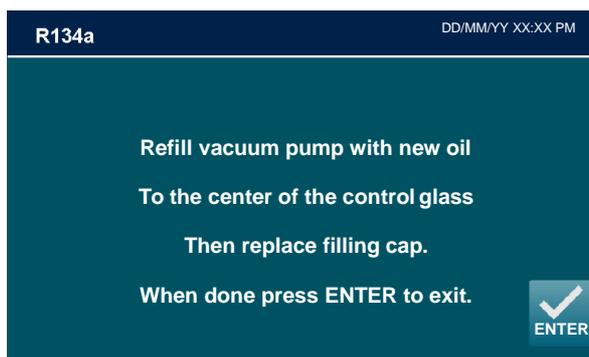 R134a
DD/MM/YY XX:XX PM
Refill vacuum pump with new oil
To the center of the control glass
Then replace filling cap.
When done press ENTER to exit.
ENTER